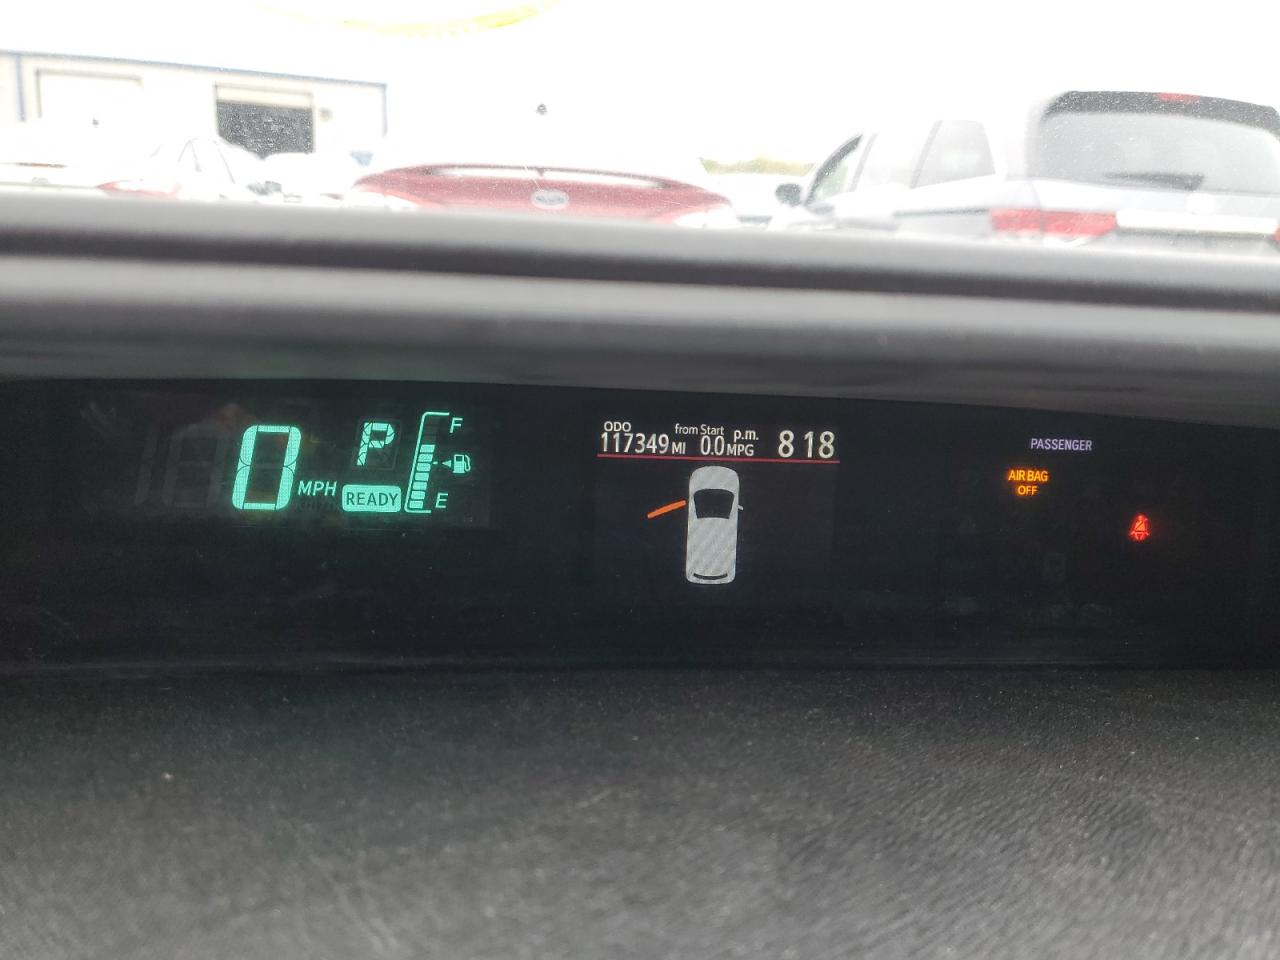 0 MPH
P
READY
F
E
ODO
117349 MI
from Start
0.0 MPG
p.m.
8 18
PASSENGER
AIR BAG
OFF